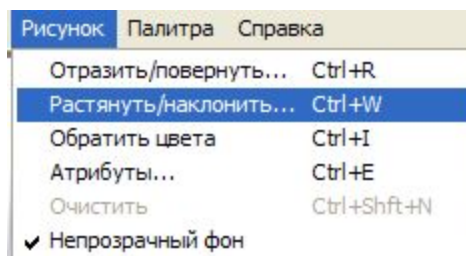 Рисунок Палитра Справка
Отразить/повернуть... Ctrl+R
Растянуть/наклонить... Ctrl+W
Обратить цвета Ctrl+I
Атрибуты... Ctrl+E
Очистить Ctrl+Shft+N
Непрозрачный фон